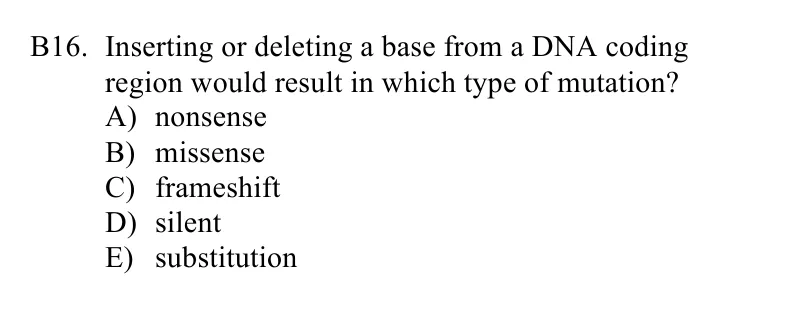 B16. Inserting or deleting a base from a DNA coding
region would result in which type of mutation?
A) nonsense
B) missense
C) frameshift
D) silent
E) substitution